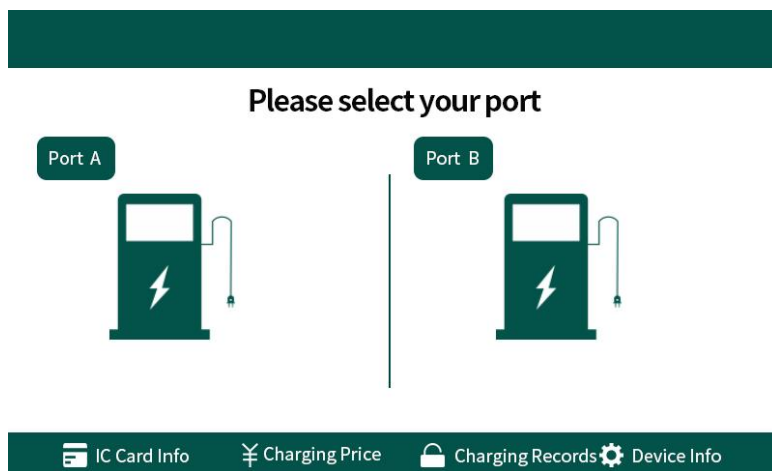 Please select your port
Port A
Port B
IC Card Info
¥ Charging Price
Charging Records
Device Info